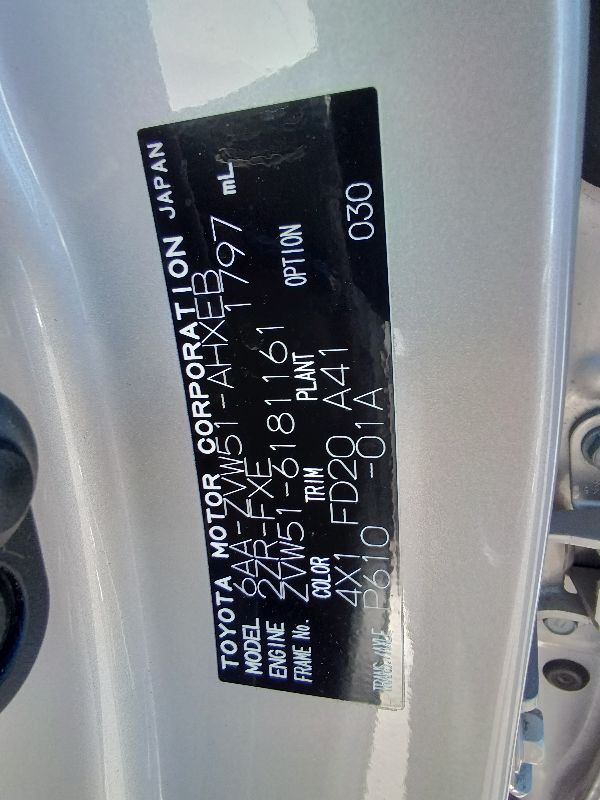 TOYOTA MOTOR CORPORATION JAPAN
MODEL 6AA-ZVW51-AHXEB
ENGINE 2ZR-FXE 1797 mL
FRAME No. ZVW51-6181161
COLOR TRIM PLANT OPTION
4X1 FD20 A41 030
TRANS./AXLE P610 -01A